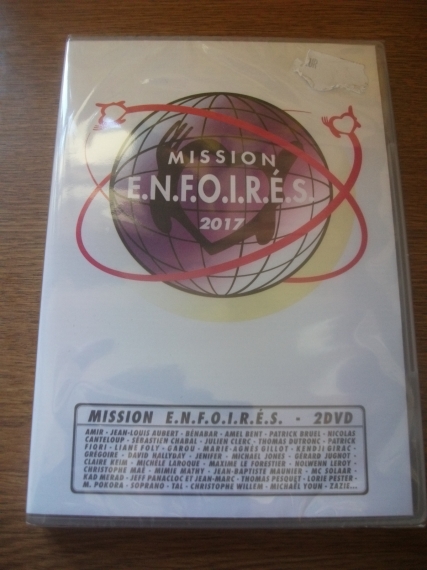 MISSION
E.N.F.O.I.R.É.S.
2017
MISSION E.N.F.O.I.R.É.S. - 2DVD
AMIR - JEAN-LOUIS AUBERT - BÉNABAR - AMEL BENT - PATRICK BRUEL - NICOLAS
CANTELOUP - SÉBASTIEN CHABAL - JULIEN CLERC - THOMAS DUTRONC - PATRICK
FIORI - LIANE FOLY - GAROU - MARIE-AGNÈS GILLOT - KENDJI GIRAC -
GRÉGOIRE - DAVID HALLYDAY - JENIFER - MICHAEL JONES - GÉRARD JUGNOT -
CLAIRE KEIM - MICHÈLE LAROQUE - MAXIME LE FORESTIER - NOLWENN LEROY -
CHRISTOPHE MAÉ - MIMIE MATHY - JEAN-BAPTISTE MAUNIER - MC SOLAAR -
KAD MERAD - JEFF PANACLOC ET JEAN-MARC - THOMAS PESQUET - LORIE PESTER -
M. POKORA - SOPRANO - TAL - CHRISTOPHE WILLEM - MICHAËL YOUN - ZAZIE...